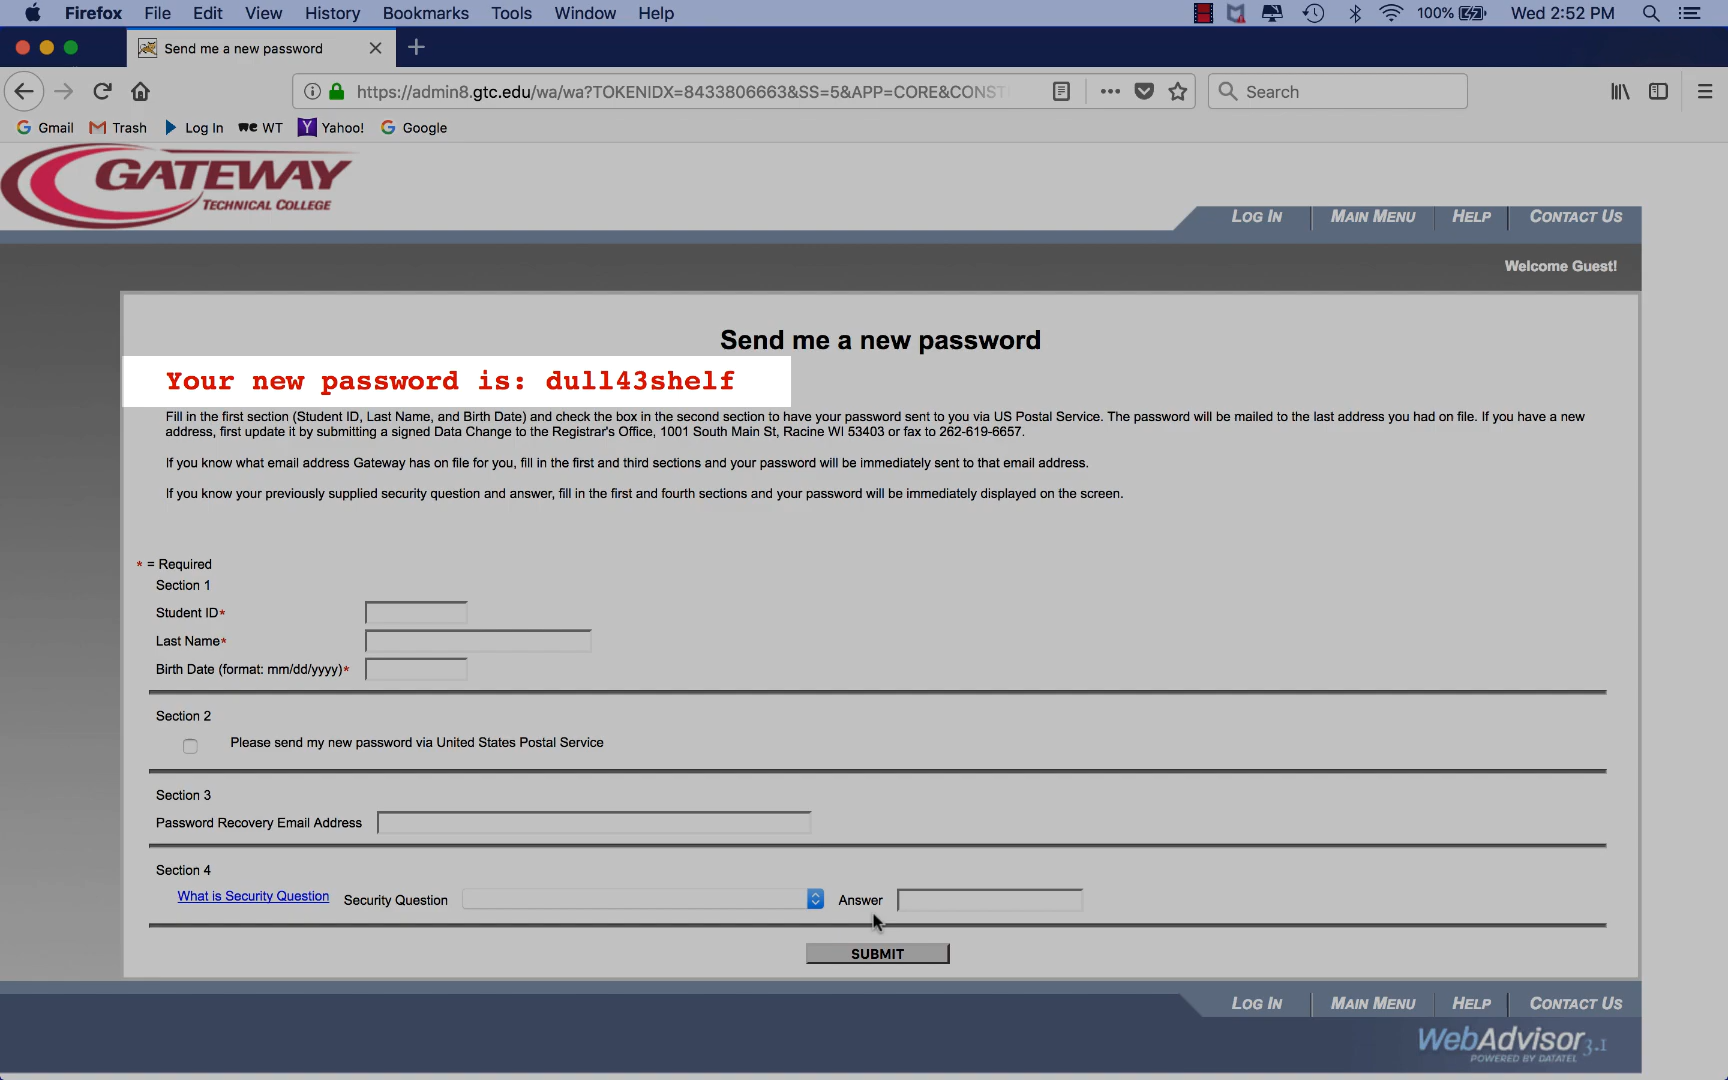 Firefox File Edit View History Bookmarks Tools Window Help 100% Wed 2:52 PM
Send me a new password
https://admin8.gtc.edu/wa/wa?TOKENIDX=8433806663&SS=5&APP=CORE&CONST Search
Gmail Trash Log In we WT Yahoo! Google
GATEWAY
TECHNICAL COLLEGE
LOG IN MAIN MENU HELP CONTACT US
Welcome Guest!
Send me a new password
Your new password is: dull43shelf
Fill in the first section (Student ID, Last Name, and Birth Date) and check the box in the second section to have your password sent to you via US Postal Service. The password will be mailed to the last address you had on file. If you have a new
address, first update it by submitting a signed Data Change to the Registrar's Office, 1001 South Main St, Racine WI 53403 or fax to 262-619-6657.
If you know what email address Gateway has on file for you, fill in the first and third sections and your password will be immediately sent to that email address.
If you know your previously supplied security question and answer, fill in the first and fourth sections and your password will be immediately displayed on the screen.
* = Required
Section 1
Student ID*
Last Name*
Birth Date (format: mm/dd/yyyy)*
Section 2
Please send my new password via United States Postal Service
Section 3
Password Recovery Email Address
Section 4
What is Security Question Security Question Answer
SUBMIT
LOG IN MAIN MENU HELP CONTACT US
WebAdvisor 3.1
POWERED BY DATATEL